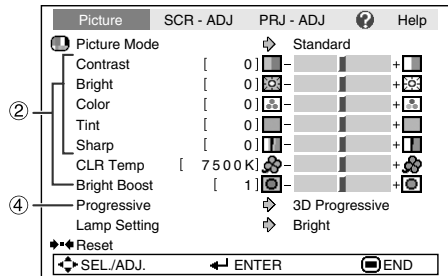 Picture SCR - ADJ PRJ - ADJ ? Help
Picture Mode Standard
Contrast [ 0] - +
Bright [ 0] - +
Color [ 0] - +
Tint [ 0] - +
Sharp [ 0] - +
CLR Temp [ 7500K] - +
Bright Boost [ 1] - +
Progressive 3D Progressive
Lamp Setting Bright
Reset
SEL./ADJ. ENTER END
2
4